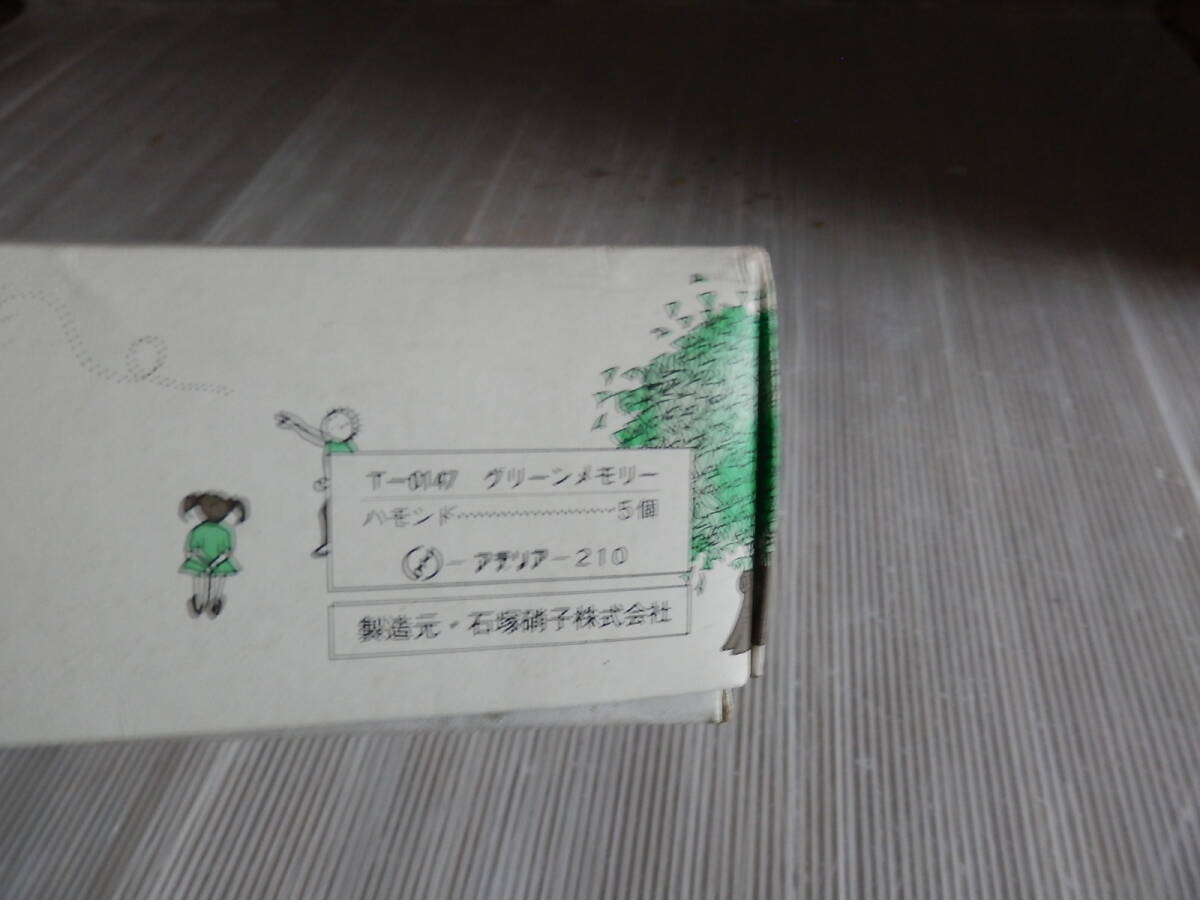 T-0147 グリーンメモリー
ハモンド……………………5個
-アデリア-210
製造元・石塚硝子株式会社